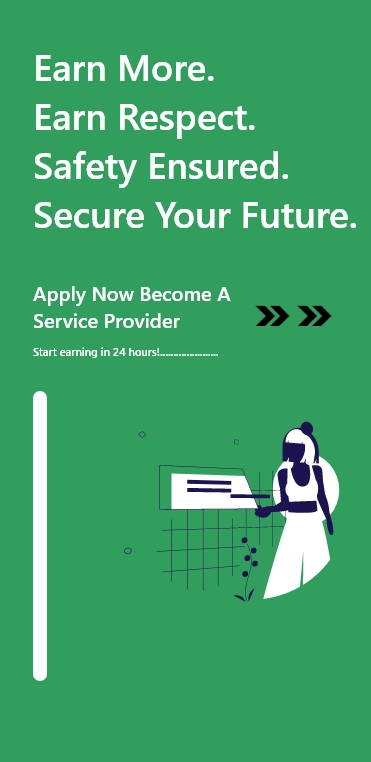 Earn More.
Earn Respect.
Safety Ensured.
Secure Your Future.
Apply Now Become A
Service Provider
Start earning in 24 hours!.....................